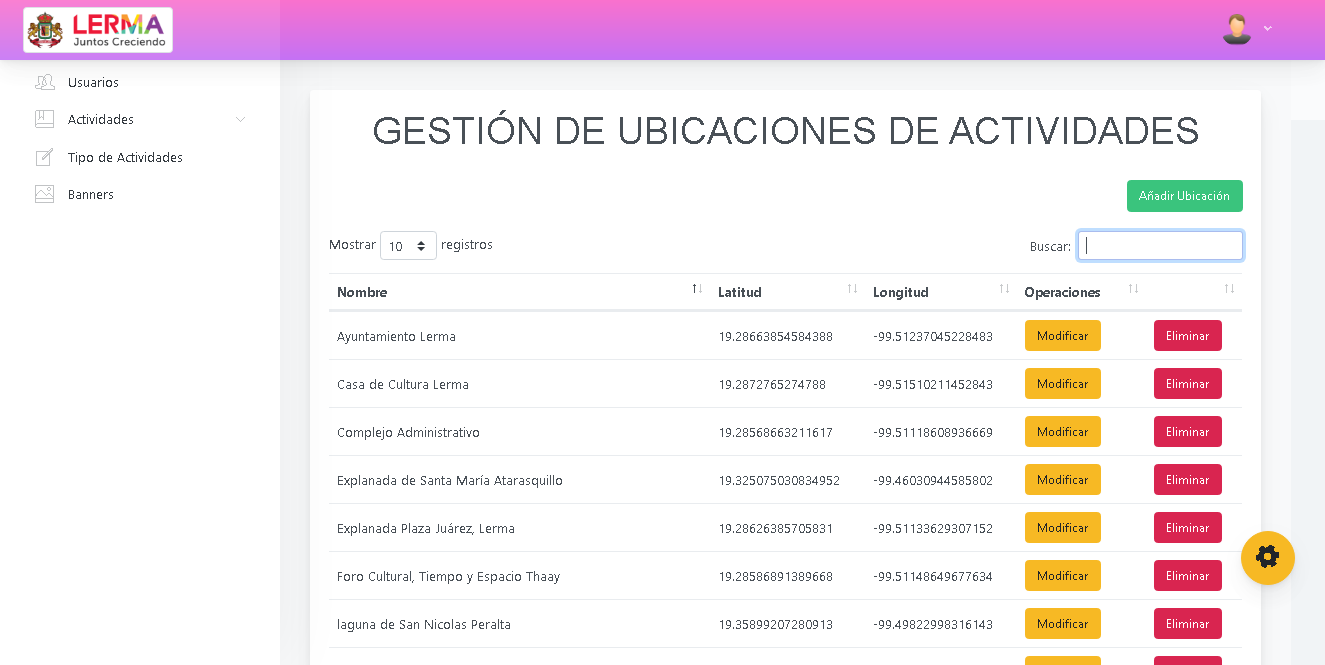 LERMA
Juntos Creciendo
Usuarios
Actividades
Tipo de Actividades
Banners
GESTIÓN DE UBICACIONES DE ACTIVIDADES
Añadir Ubicación
Mostrar 10 registros
Buscar:
Nombre Latitud Longitud Operaciones
Ayuntamiento Lerma 19.28663854584388 -99.51237045228483 Modificar Eliminar
Casa de Cultura Lerma 19.2872765274788 -99.51510211452843 Modificar Eliminar
Complejo Administrativo 19.28568663211617 -99.51118608936669 Modificar Eliminar
Explanada de Santa María Atarasquillo 19.325075030834952 -99.46030944585802 Modificar Eliminar
Explanada Plaza Juárez, Lerma 19.28626385705831 -99.51133629307152 Modificar Eliminar
Foro Cultural, Tiempo y Espacio Thaay 19.28586891389668 -99.51148649677634 Modificar Eliminar
laguna de San Nicolas Peralta 19.35899207280913 -99.49822998316143 Modificar Eliminar